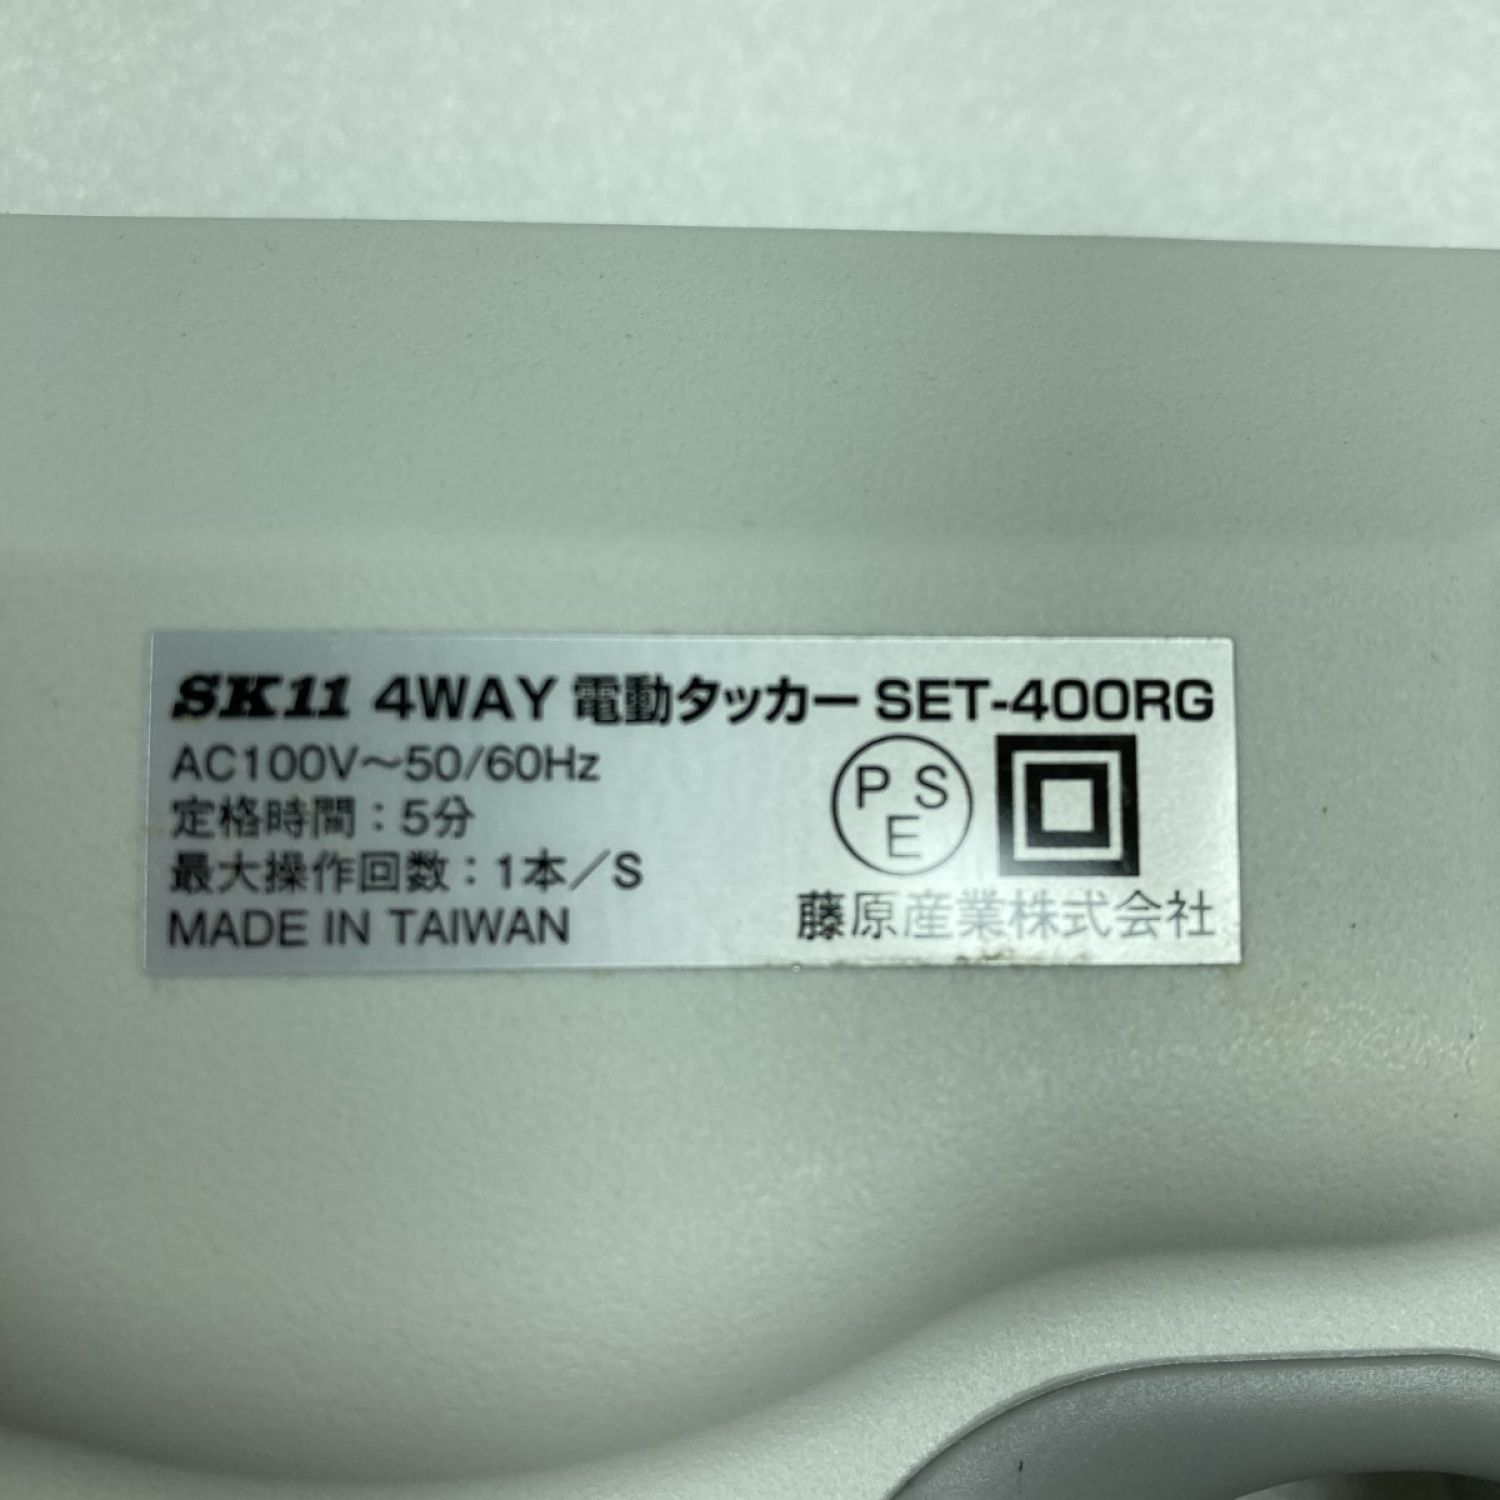 SK11 4WAY 電動タッカー SET-400RG
AC100V～50/60Hz
定格時間：5分
最大操作回数：1本／S
MADE IN TAIWAN
P S
E
藤原産業株式会社